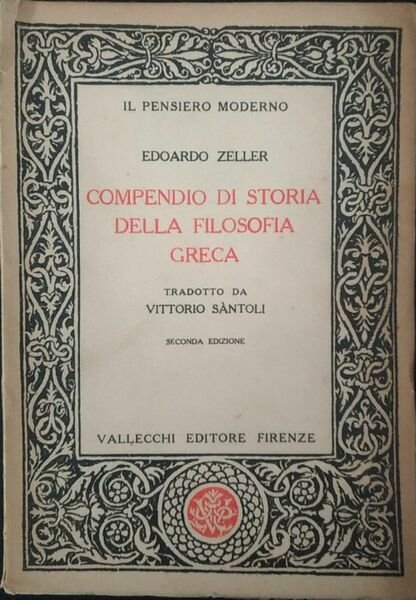 IL PENSIERO MODERNO
EDOARDO ZELLER
COMPENDIO DI STORIA
DELLA FILOSOFIA
GRECA
TRADOTTO DA
VITTORIO SÀNTOLI
SECONDA EDIZIONE
VALLECCHI EDITORE FIRENZE